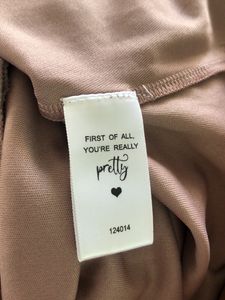 FIRST OF ALL,
YOU'RE REALLY
pretty
124014